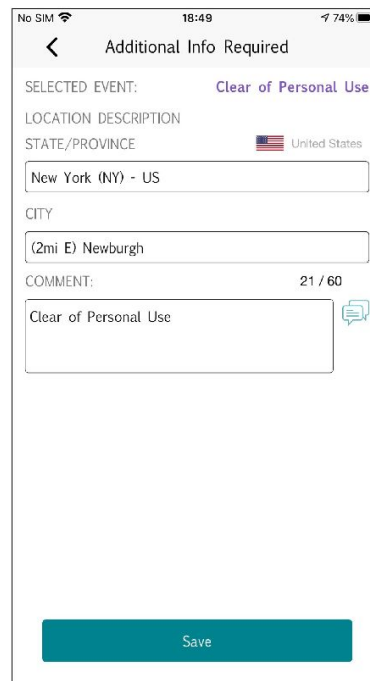 No SIM 18:49 74%
Additional Info Required
SELECTED EVENT: Clear of Personal Use
LOCATION DESCRIPTION
STATE/PROVINCE United States
New York (NY) - US
CITY
(2mi E) Newburgh
COMMENT: 21 / 60
Clear of Personal Use
Save